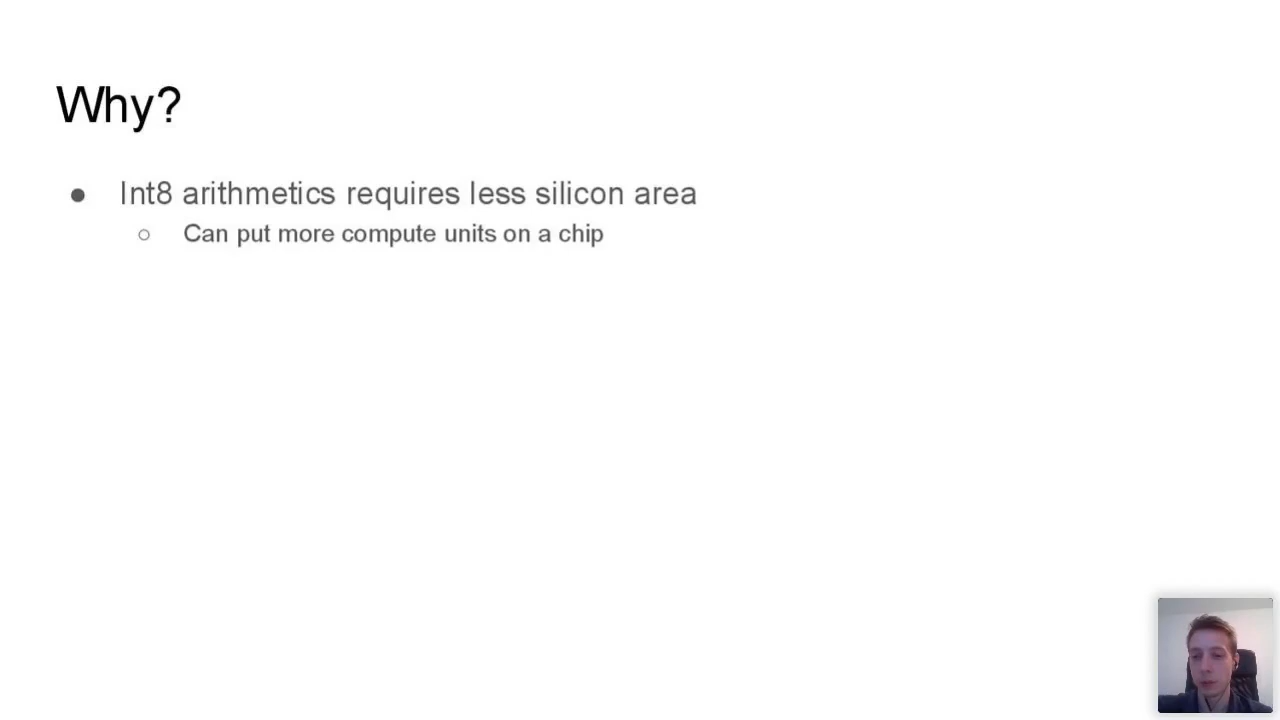 Why?
Int8 arithmetics requires less silicon area
Can put more compute units on a chip